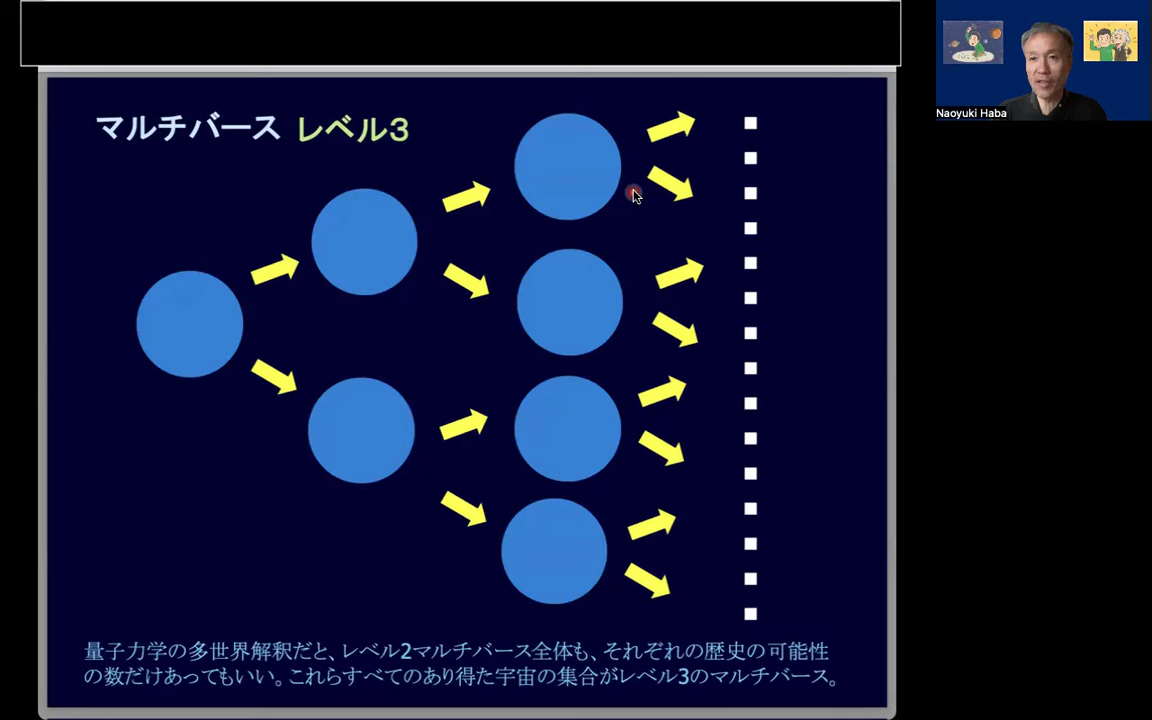 マルチバース レベル3
Naoyuki Haba
量子力学の多世界解釈だと、レベル2マルチバース全体も、それぞれの歴史の可能性
の数だけあってもいい。これらすべてのあり得た宇宙の集合がレベル3のマルチバース。